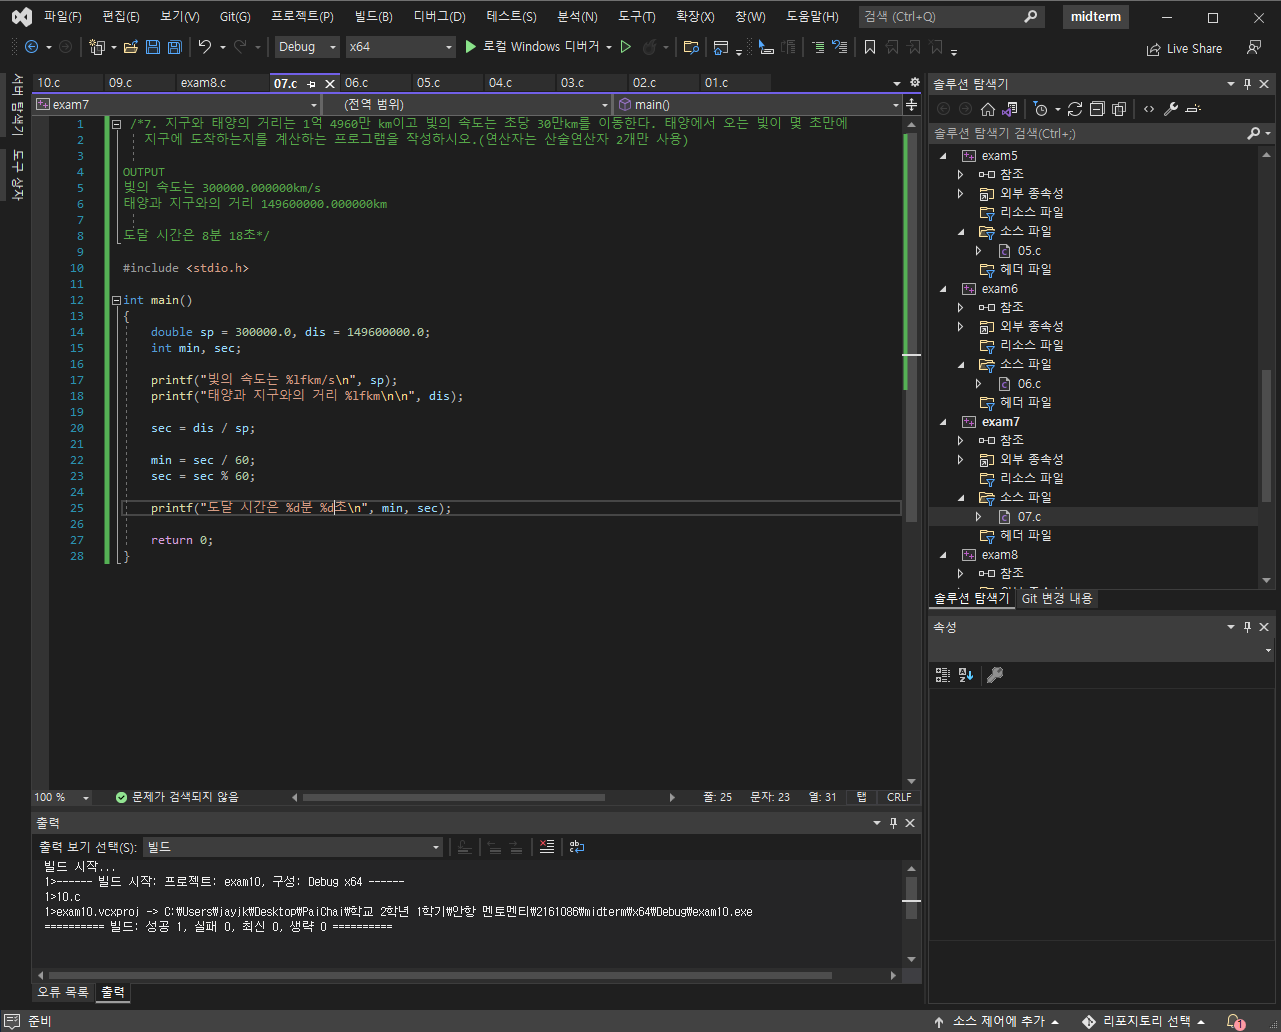 파일(F) 편집(E) 보기(V) Git(G) 프로젝트(P) 빌드(B) 디버그(D) 테스트(S) 분석(N) 도구(T) 확장(X) 창(W) 도움말(H) 검색 (Ctrl+Q) midterm
Debug x64 로컬 Windows 디버거 Live Share
서버 탐색기
도구 상자
10.c 09.c exam8.c 07.c 06.c 05.c 04.c 03.c 02.c 01.c
exam7 (전역 범위) main()
1 /*7. 지구와 태양의 거리는 1억 4960만 km이고 빛의 속도는 초당 30만km를 이동한다. 태양에서 오는 빛이 몇 초만에
2 지구에 도착하는지를 게산하는 프로그램을 작성하시오.(연산자는 산술연산자 2개만 사용)
3
4 OUTPUT
5 빛의 속도는 300000.000000km/s
6 태양과 지구와의 거리 149600000.000000km
7
8 도달 시간은 8분 18초*/
9
10 #include <stdio.h>
11
12 int main()
13 {
14 double sp = 300000.0, dis = 149600000.0;
15 int min, sec;
16
17 printf("빛의 속도는 %lfkm/s\n", sp);
18 printf("태양과 지구와의 거리 %lfkm\n\n", dis);
19
20 sec = dis / sp;
21
22 min = sec / 60;
23 sec = sec % 60;
24
25 printf("도달 시간은 %d분 %d초\n", min, sec);
26
27 return 0;
28 }
100 % 문제가 검색되지 않음 줄: 25 문자: 23 열: 31 탭 CRLF
출력
출력 보기 선택(S): 빌드
빌드 시작...
1>------ 빌드 시작: 프로젝트: exam10, 구성: Debug x64 ------
1>10.c
1>exam10.vcxproj -> C:₩Users₩jayjk₩Desktop₩PaiChai₩학교 2학년 1학기₩안항 멘토멘티₩2161086₩midterm₩x64₩Debug₩exam10.exe
========== 빌드: 성공 1, 실패 0, 최신 0, 생략 0 ==========
오류 목록 출력
솔루션 탐색기
솔루션 탐색기 검색(Ctrl+;)
exam5
참조
외부 종속성
리소스 파일
소스 파일
05.c
헤더 파일
exam6
참조
외부 종속성
리소스 파일
소스 파일
06.c
헤더 파일
exam7
참조
외부 종속성
리소스 파일
소스 파일
07.c
헤더 파일
exam8
참조
솔루션 탐색기 Git 변경 내용
속성
준비 소스 제어에 추가 리포지토리 선택 1